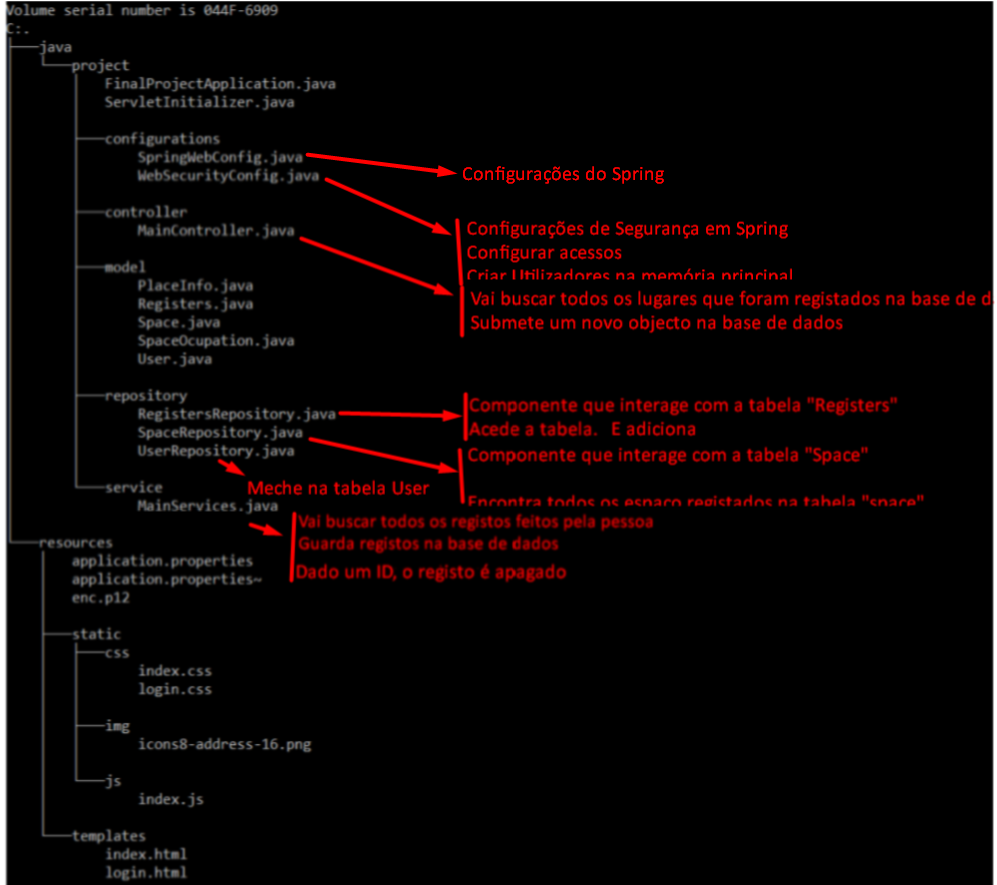 Volume serial number is 044F-6909
C:.
java
project
FinalProjectApplication.java
ServletInitializer.java
configurations
SpringWebConfig.java
WebSecurityConfig.java
Configurações do Spring
controller
MainController.java
Configurações de Segurança em Spring
Configurar acessos
Criar Utilizadores na memória principal
model
PlaceInfo.java
Registers.java
Space.java
SpaceOcupation.java
User.java
Vai buscar todos os lugares que foram registados na base de d
Submete um novo objecto na base de dados
repository
RegistersRepository.java
SpaceRepository.java
UserRepository.java
Componente que interage com a tabela "Registers"
Acede a tabela. E adiciona
Componente que interage com a tabela "Space"
Encontra todos os espaco registados na tabela "space"
Meche na tabela User
service
MainServices.java
Vai buscar todos os registos feitos pela pessoa
Guarda registos na base de dados
Dado um ID, o registo é apagado
resources
application.properties
application.properties~
enc.p12
static
css
index.css
login.css
img
icons8-address-16.png
js
index.js
templates
index.html
login.html